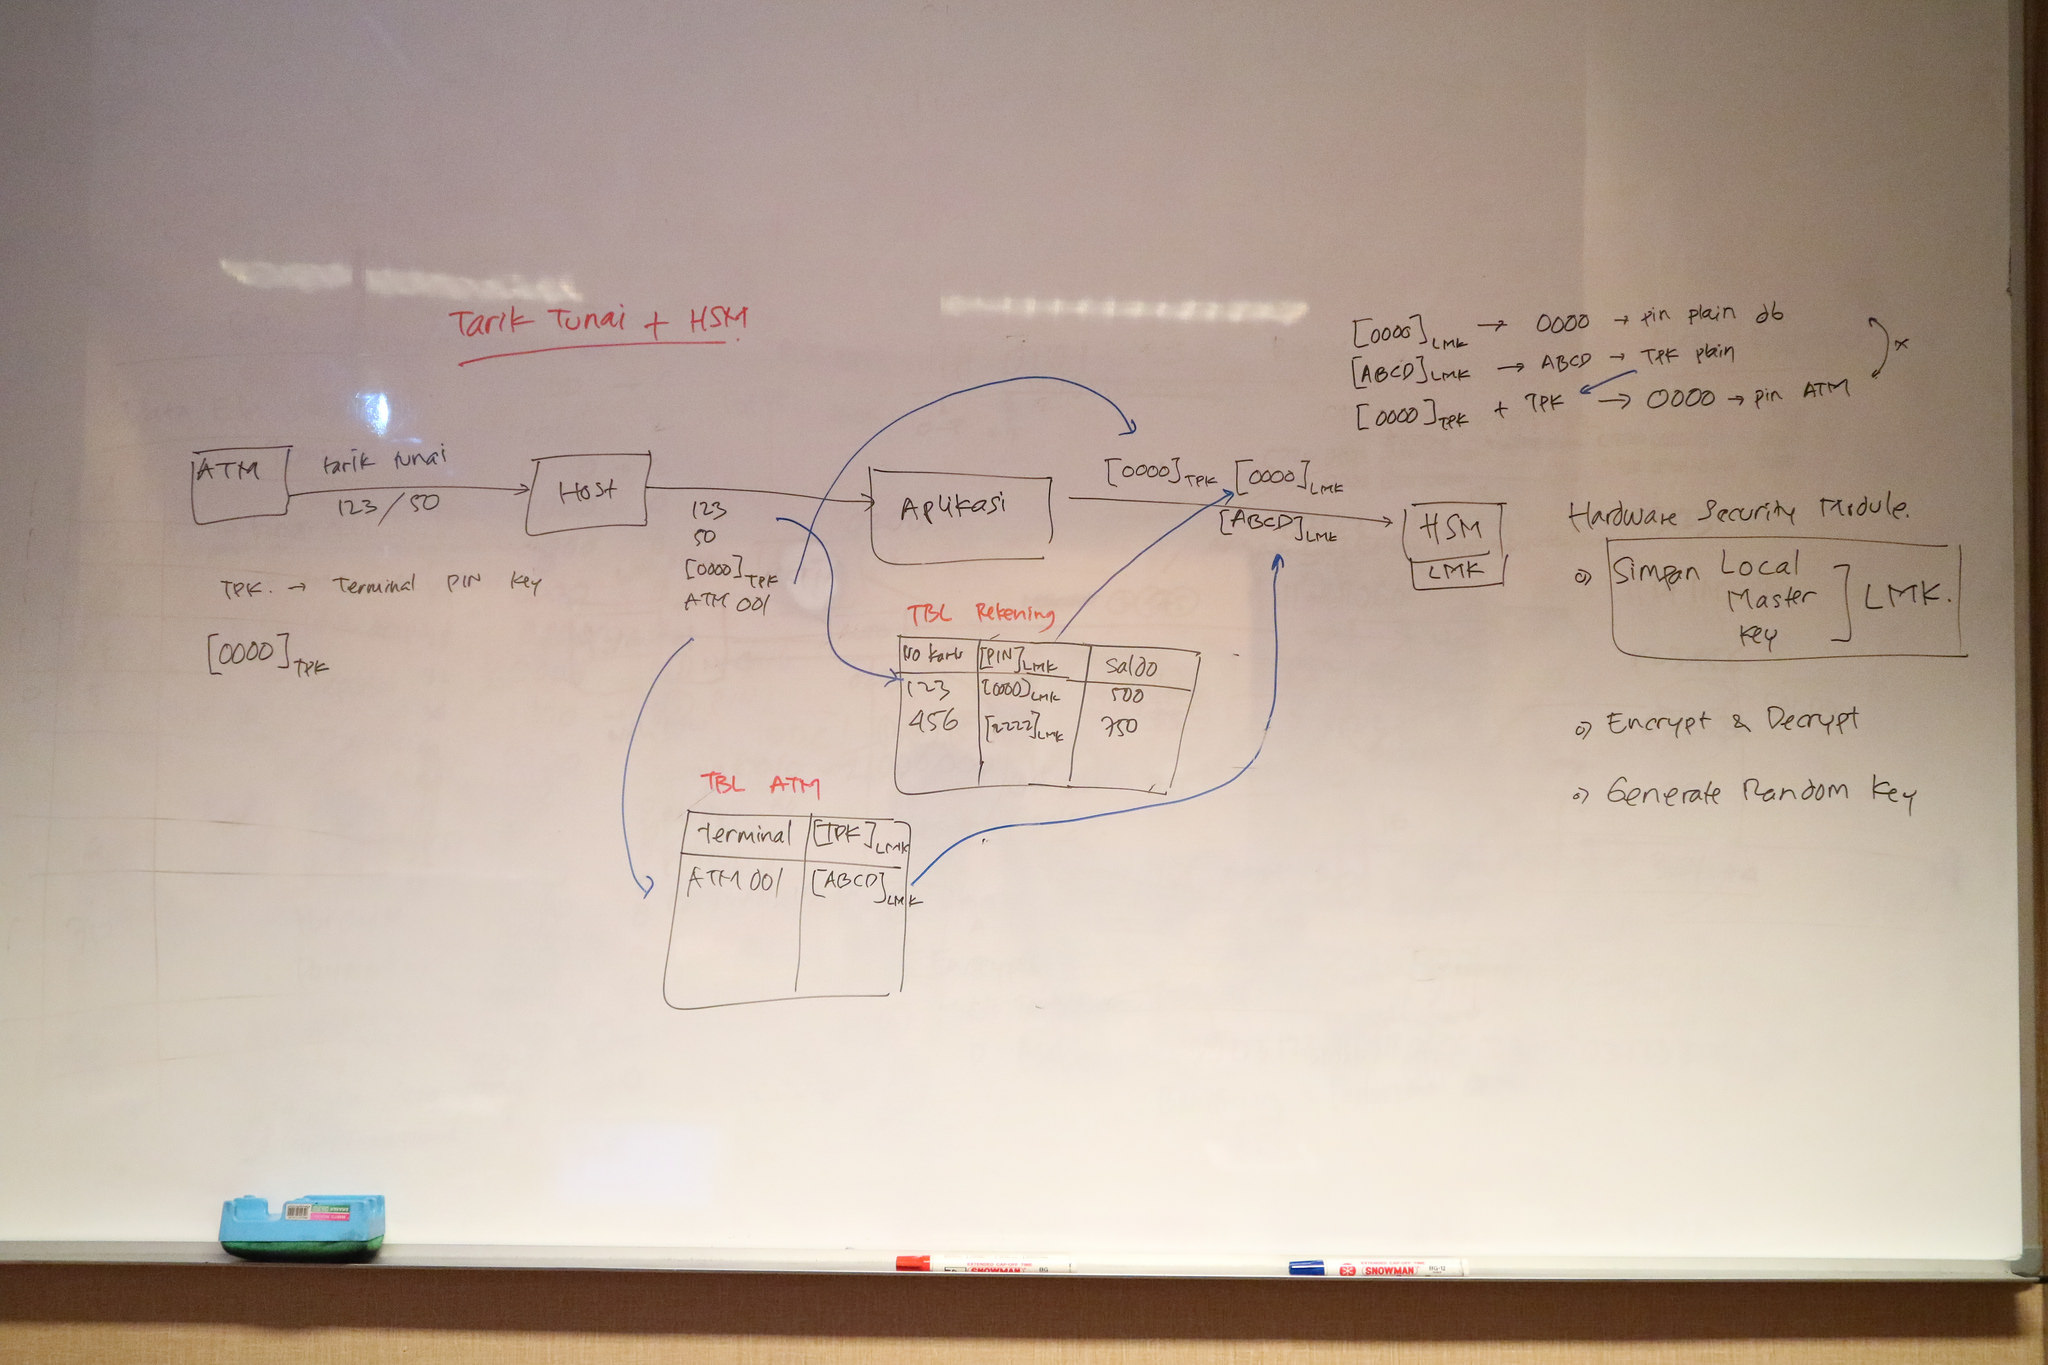 Tarik Tunai + HSM
[0000]LMK → 0000 → pin plain db
[ABCD]LMK → ABCD → TPK plain
[0000]TPK + TPK → 0000 → pin ATM
x
ATM
tarik tunai
123/50
Host
123
50
[0000]TPK
ATM 001
Aplikasi
[0000]TPK [0000]LMK
[ABCD]LMK
HSM
LMK
Hardware Security Module.
o) Simpan Local Master Key ] LMK.
o) Encrypt & Decrypt
o) Generate Random Key
TPK. → Terminal PIN Key
[0000]TPK
TBL Rekening
No Kartu [PIN]LMK Saldo
123 [0000]LMK 500
456 [2222]LMK 750
TBL ATM
Terminal [TPK]LMK
ATM 001 [ABCD]LMK
SNOWMAN
SNOWMAN